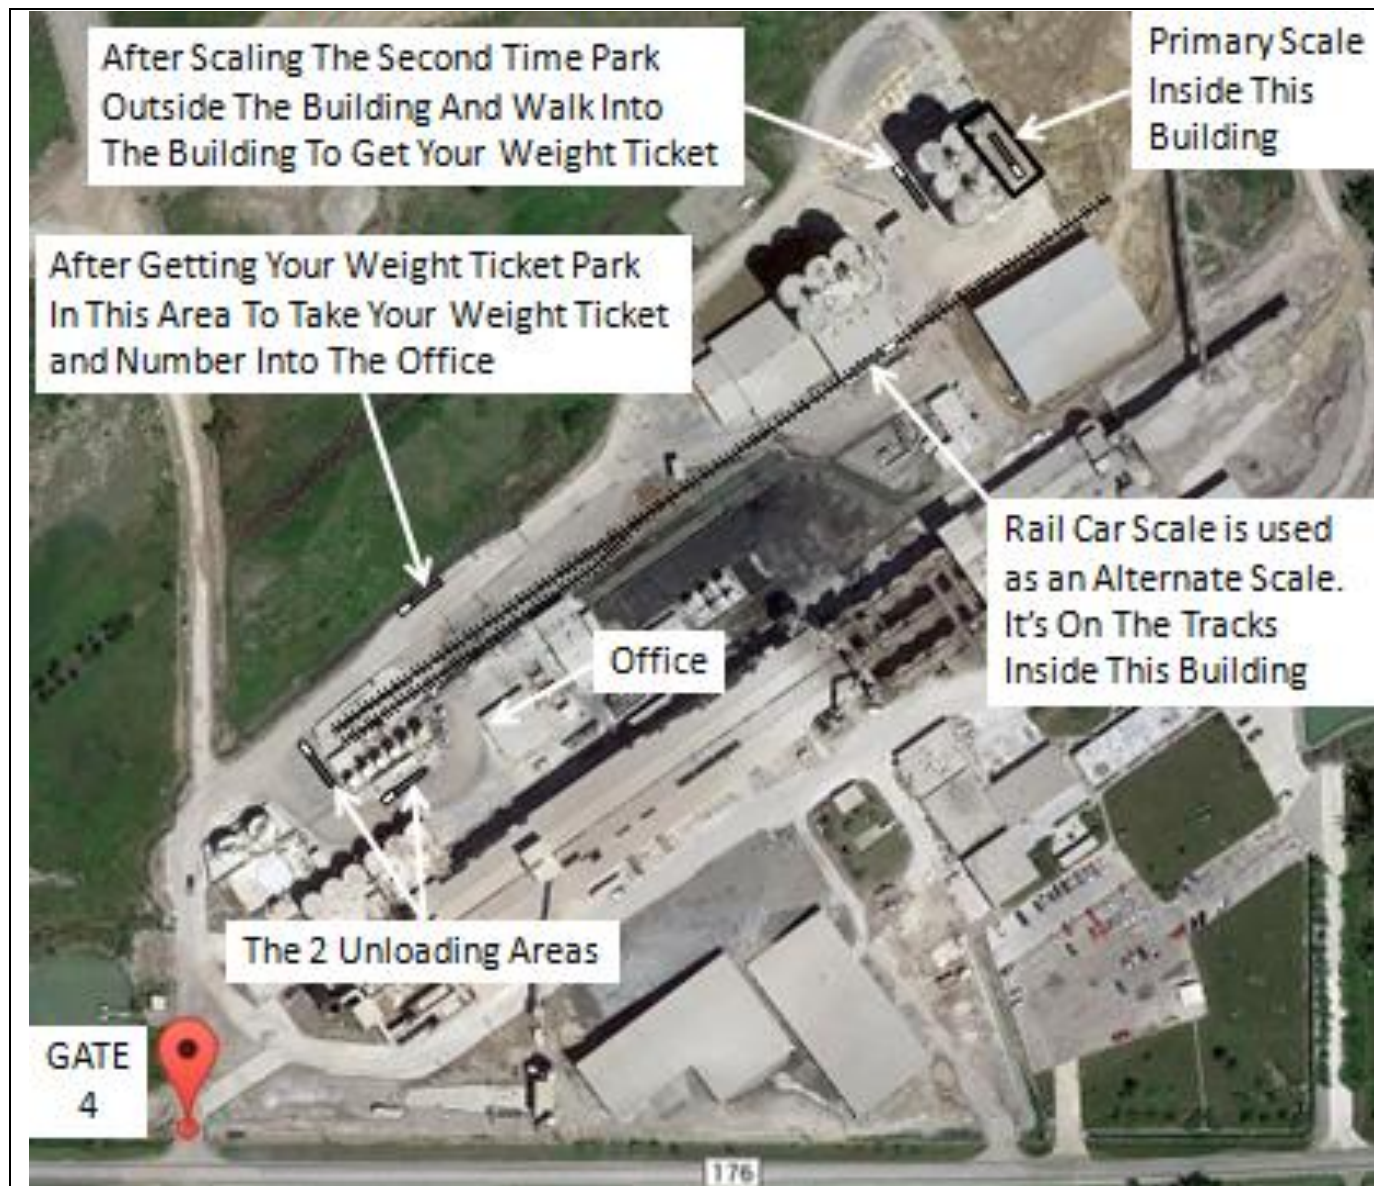 After Scaling The Second Time Park
Outside The Building And Walk Into
The Building To Get Your Weight Ticket
Primary Scale
Inside This
Building
After Getting Your Weight Ticket Park
In This Area To Take Your Weight Ticket
and Number Into The Office
Rail Car Scale is used
as an Alternate Scale.
It's On The Tracks
Inside This Building
Office
The 2 Unloading Areas
GATE
4
176